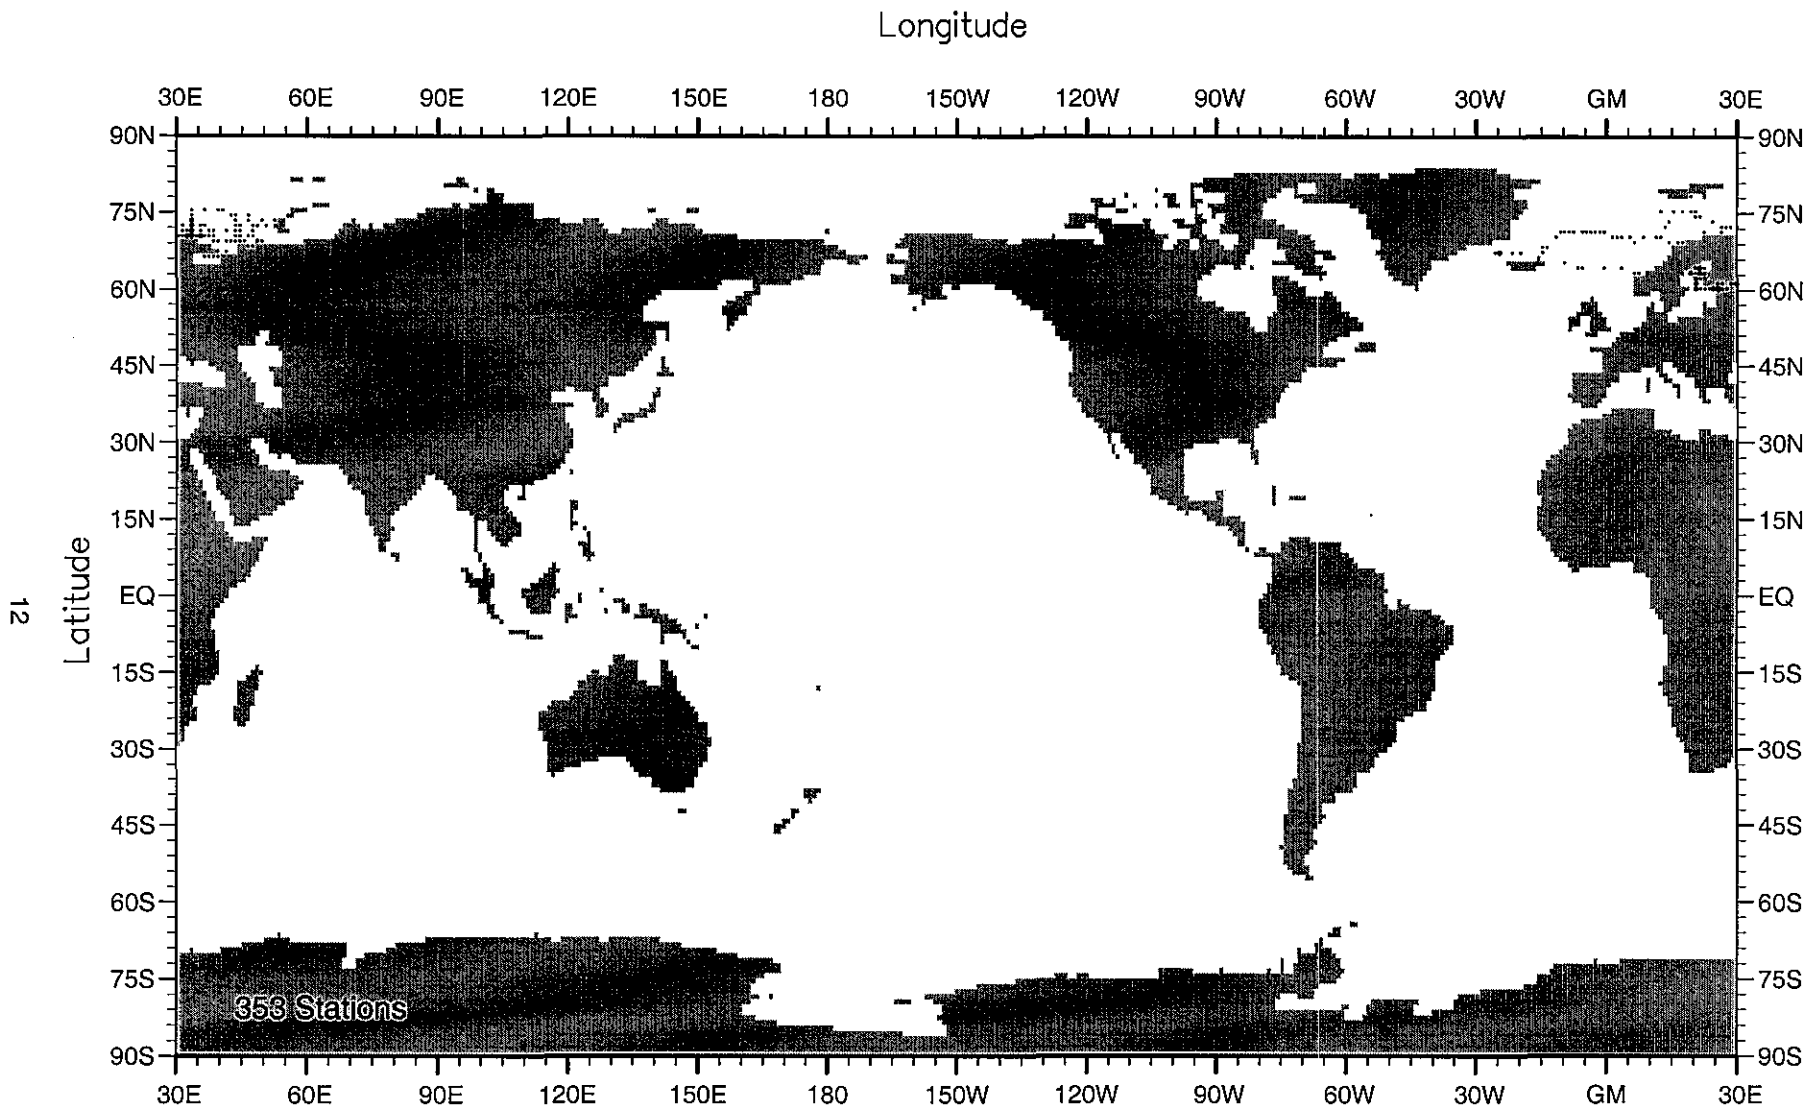 Longitude
30E 60E 90E 120E 150E 180 150W 120W 90W 60W 30W GM 30E
90N 90N
75N 75N
60N 60N
45N 45N
30N 30N
15N 15N
EQ EQ
15S 15S
30S 30S
45S 45S
60S 60S
75S 75S
90S 90S
Latitude
12
353 Stations
30E 60E 90E 120E 150E 180 150W 120W 90W 60W 30W GM 30E